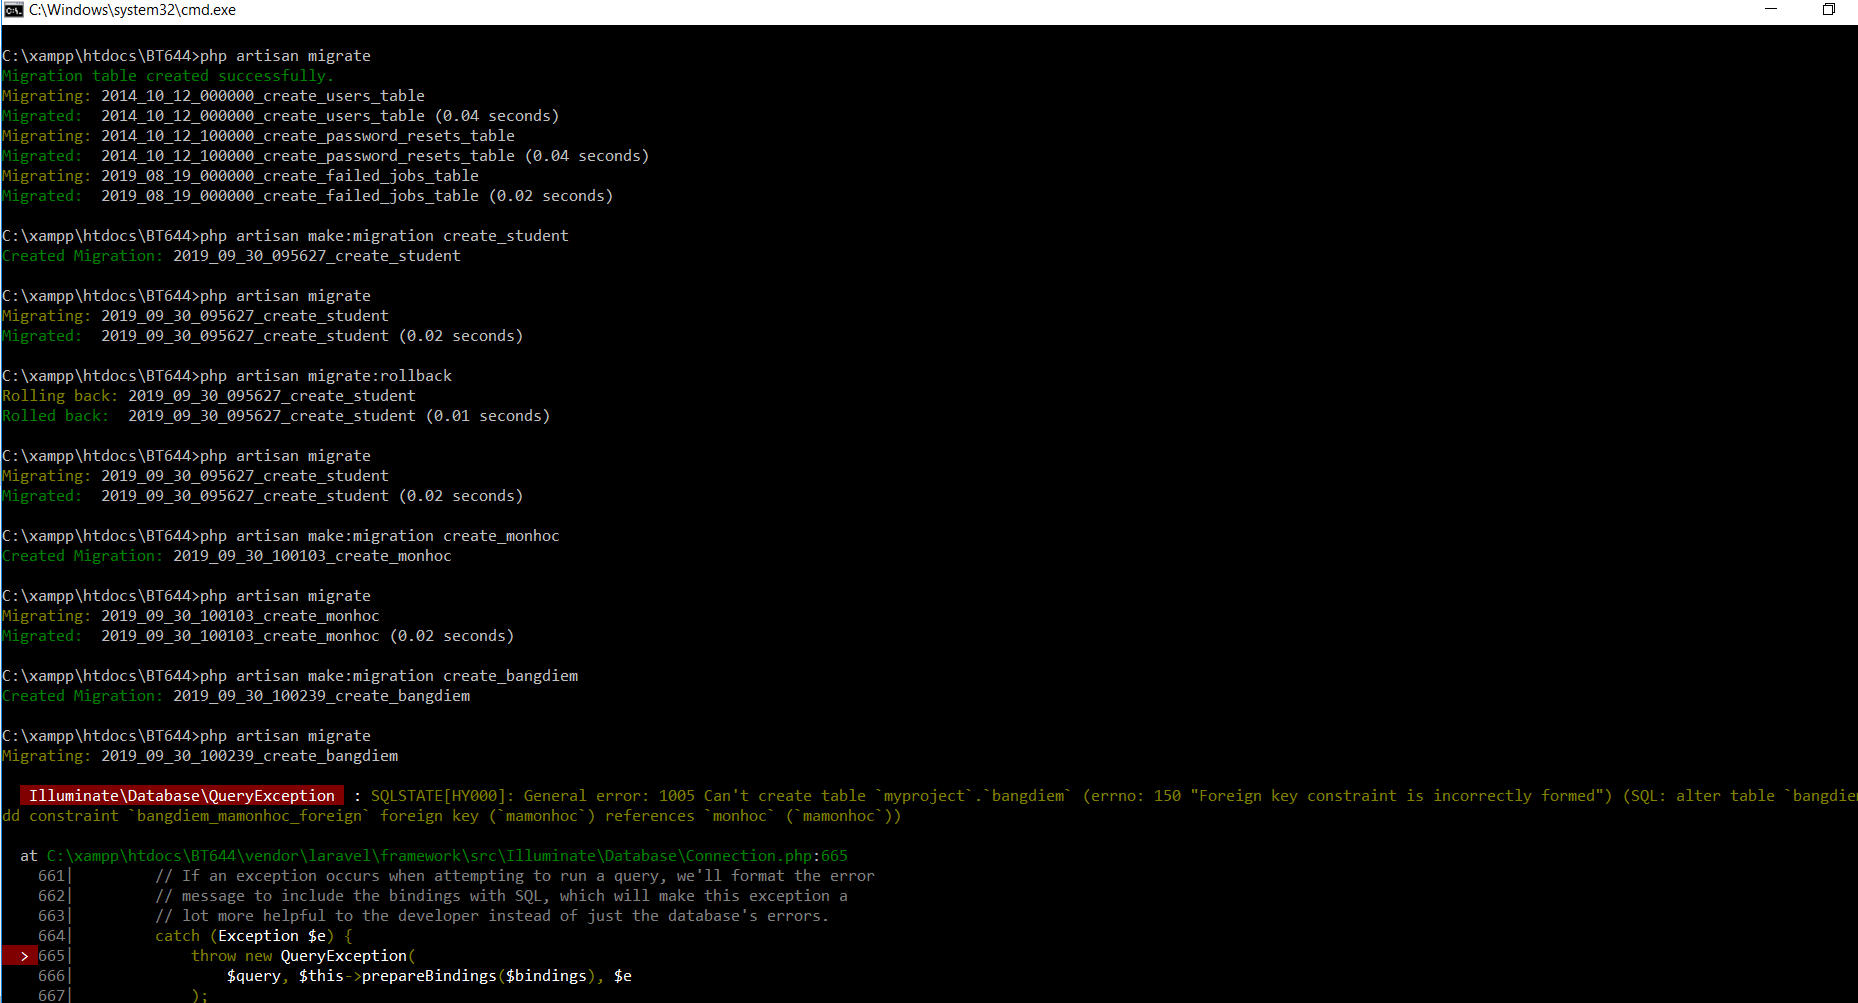 C:\Windows\system32\cmd.exe
C:\xampp\htdocs\BT644>php artisan migrate
Migration table created successfully.
Migrating: 2014_10_12_000000_create_users_table
Migrated:  2014_10_12_000000_create_users_table (0.04 seconds)
Migrating: 2014_10_12_100000_create_password_resets_table
Migrated:  2014_10_12_100000_create_password_resets_table (0.04 seconds)
Migrating: 2019_08_19_000000_create_failed_jobs_table
Migrated:  2019_08_19_000000_create_failed_jobs_table (0.02 seconds)
C:\xampp\htdocs\BT644>php artisan make:migration create_student
Created Migration: 2019_09_30_095627_create_student
C:\xampp\htdocs\BT644>php artisan migrate
Migrating: 2019_09_30_095627_create_student
Migrated:  2019_09_30_095627_create_student (0.02 seconds)
C:\xampp\htdocs\BT644>php artisan migrate:rollback
Rolling back: 2019_09_30_095627_create_student
Rolled back:  2019_09_30_095627_create_student (0.01 seconds)
C:\xampp\htdocs\BT644>php artisan migrate
Migrating: 2019_09_30_095627_create_student
Migrated:  2019_09_30_095627_create_student (0.02 seconds)
C:\xampp\htdocs\BT644>php artisan make:migration create_monhoc
Created Migration: 2019_09_30_100103_create_monhoc
C:\xampp\htdocs\BT644>php artisan migrate
Migrating: 2019_09_30_100103_create_monhoc
Migrated:  2019_09_30_100103_create_monhoc (0.02 seconds)
C:\xampp\htdocs\BT644>php artisan make:migration create_bangdiem
Created Migration: 2019_09_30_100239_create_bangdiem
C:\xampp\htdocs\BT644>php artisan migrate
Migrating: 2019_09_30_100239_create_bangdiem
Illuminate\Database\QueryException  : SQLSTATE[HY000]: General error: 1005 Can't create table `myproject`.`bangdiem` (errno: 150 "Foreign key constraint is incorrectly formed") (SQL: alter table `bangdie
dd constraint `bangdiem_mamonhoc_foreign` foreign key (`mamonhoc`) references `monhoc` (`mamonhoc`))
at C:\xampp\htdocs\BT644\vendor\laravel\framework\src\Illuminate\Database\Connection.php:665
661|         // If an exception occurs when attempting to run a query, we'll format the error
662|         // message to include the bindings with SQL, which will make this exception a
663|         // lot more helpful to the developer instead of just the database's errors.
664|         catch (Exception $e) {
> 665|             throw new QueryException(
666|                 $query, $this->prepareBindings($bindings), $e
667|             );